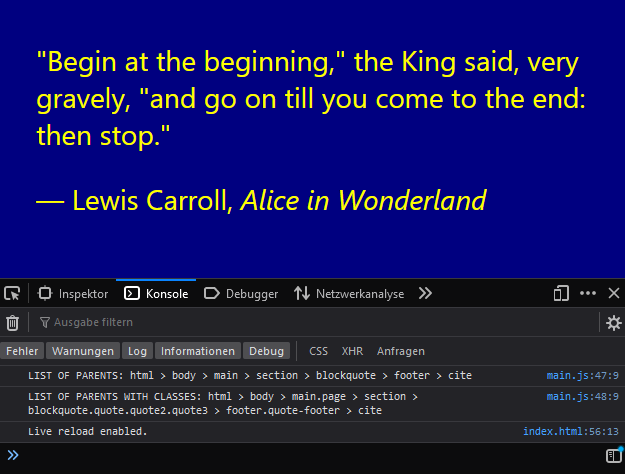 "Begin at the beginning," the King said, very
gravely, "and go on till you come to the end:
then stop."
— Lewis Carroll, Alice in Wonderland
Inspektor Konsole Debugger Netzwerkanalyse
Ausgabe filtern
Fehler Warnungen Log Informationen Debug CSS XHR Anfragen
LIST OF PARENTS: html > body > main > section > blockquote > footer > cite main.js:47:9
LIST OF PARENTS WITH CLASSES: html > body > main.page > section > main.js:48:9
blockquote.quote.quote2.quote3 > footer.quote-footer > cite
Live reload enabled. index.html:56:13